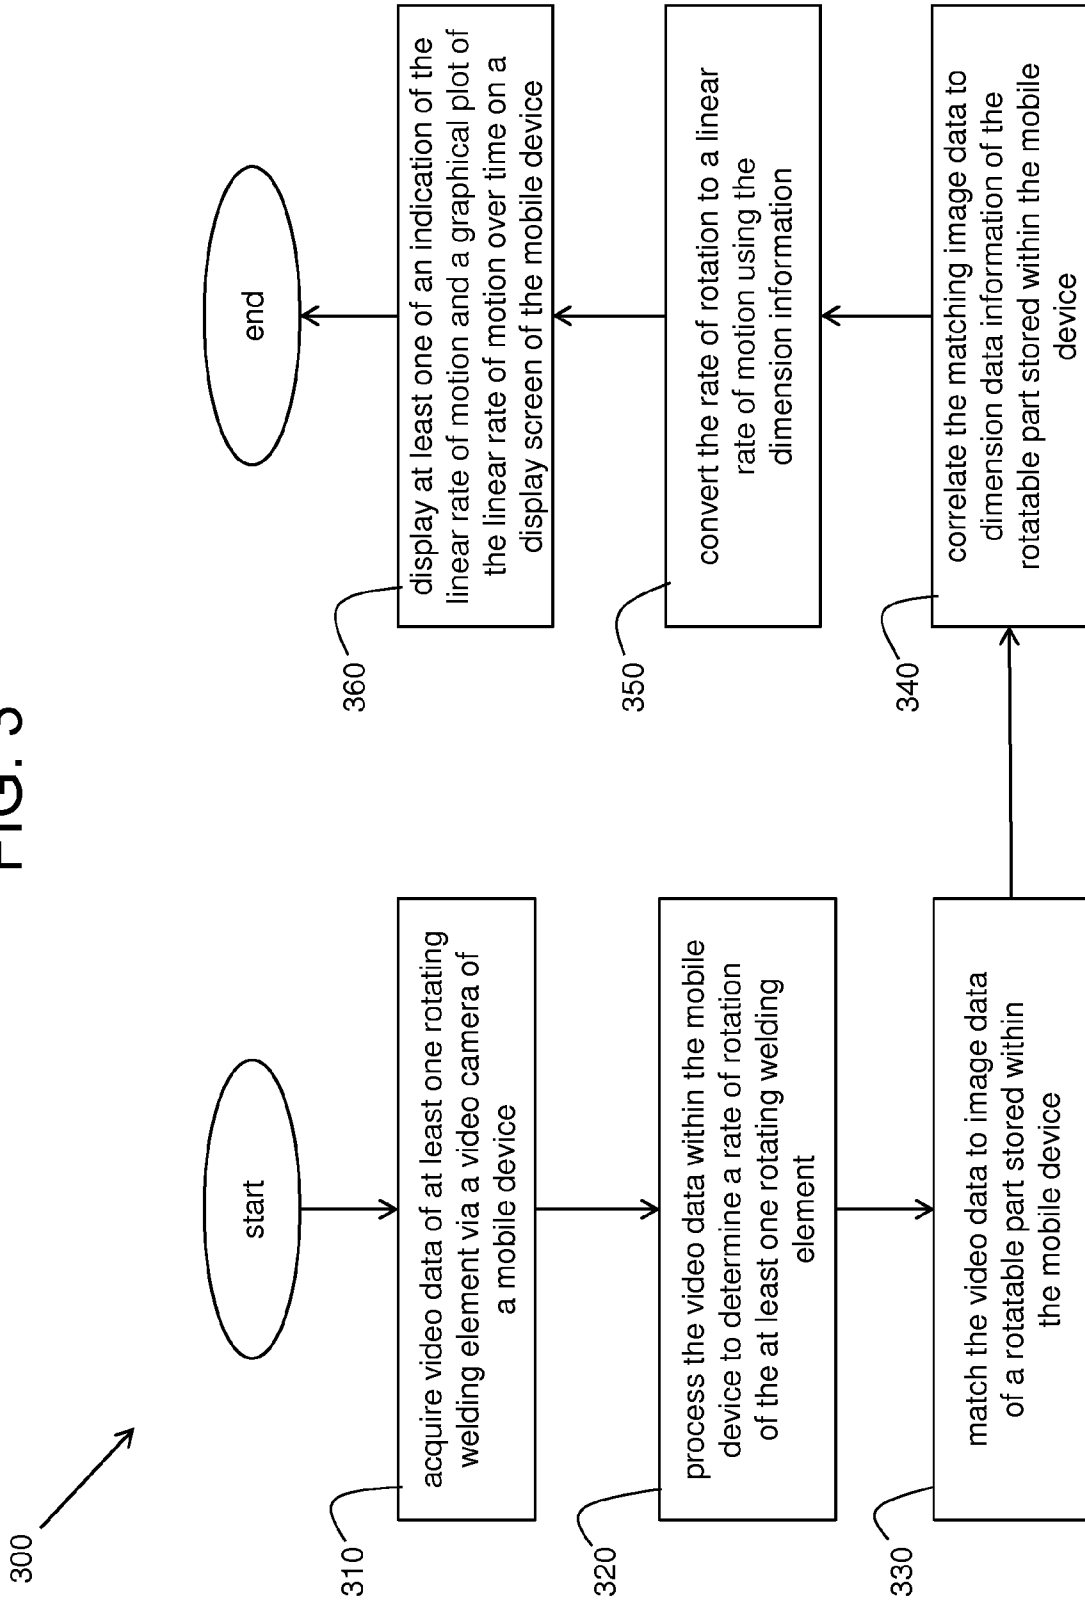 FIG. 3
300
start
310
acquire video data of at least one rotating
welding element via a video camera of
a mobile device
320
process the video data within the mobile
device to determine a rate of rotation
of the at least one rotating welding
element
330
match the video data to image data
of a rotatable part stored within
the mobile device
340
correlate the matching image data to
dimension data information of the
rotatable part stored within the mobile
device
350
convert the rate of rotation to a linear
rate of motion using the
dimension information
360
display at least one of an indication of the
linear rate of motion and a graphical plot of
the linear rate of motion over time on a
display screen of the mobile device
end